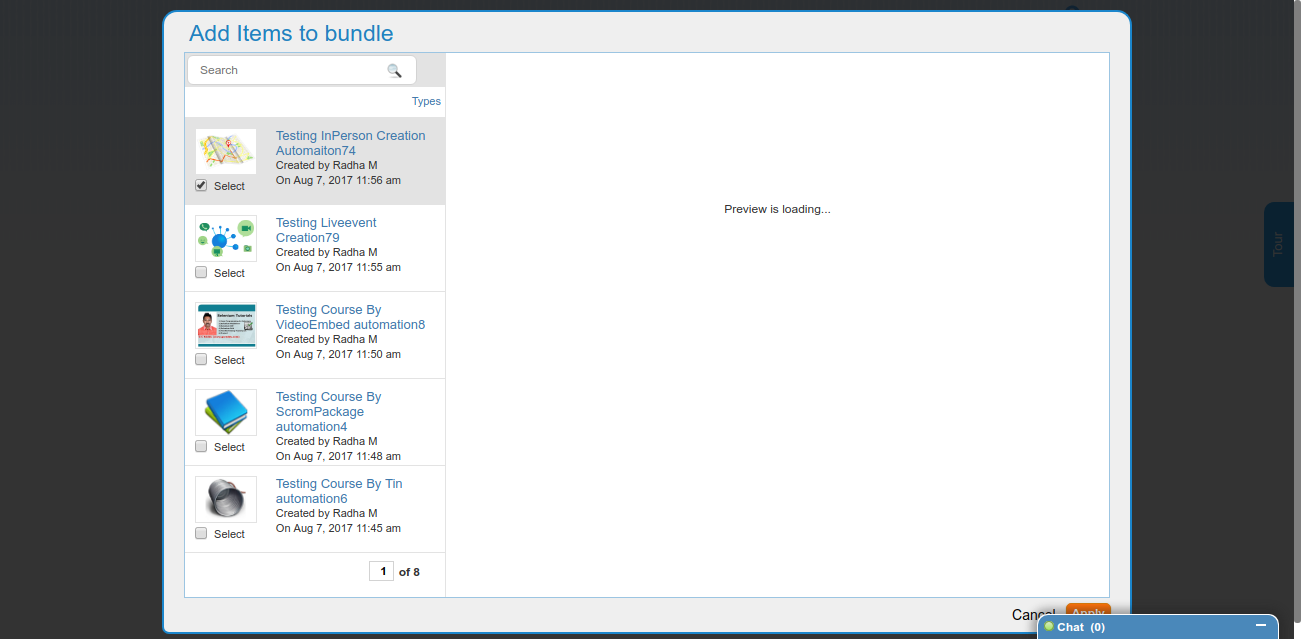 Add Items to bundle
Search
Types
Testing InPerson Creation
Automaiton74
Created by Radha M
On Aug 7, 2017 11:56 am
Select
Testing Liveevent
Creation79
Created by Radha M
On Aug 7, 2017 11:55 am
Select
Testing Course By
VideoEmbed automation8
Created by Radha M
On Aug 7, 2017 11:50 am
Select
Testing Course By
ScromPackage
automation4
Created by Radha M
On Aug 7, 2017 11:48 am
Select
Testing Course By Tin
automation6
Created by Radha M
On Aug 7, 2017 11:45 am
Select
1 of 8
Preview is loading...
Tour
Cancel Apply
Chat (0)